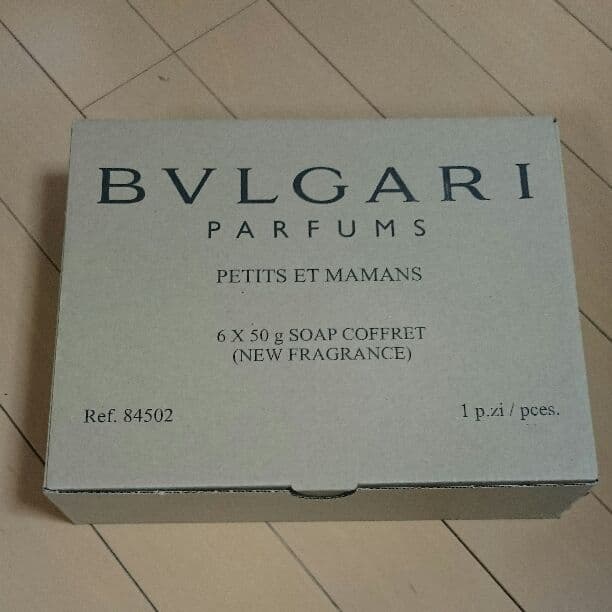 BVLGARI
PARFUMS
PETITS ET MAMANS
6 X 50 g SOAP COFFRET
(NEW FRAGRANCE)
Ref. 84502
1 p.zi / pces.